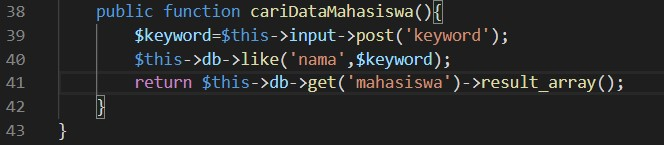 38 public function cariDataMahasiswa(){
39 $keyword=$this->input->post('keyword');
40 $this->db->like('nama',$keyword);
41 return $this->db->get('mahasiswa')->result_array();
42 }
43 }